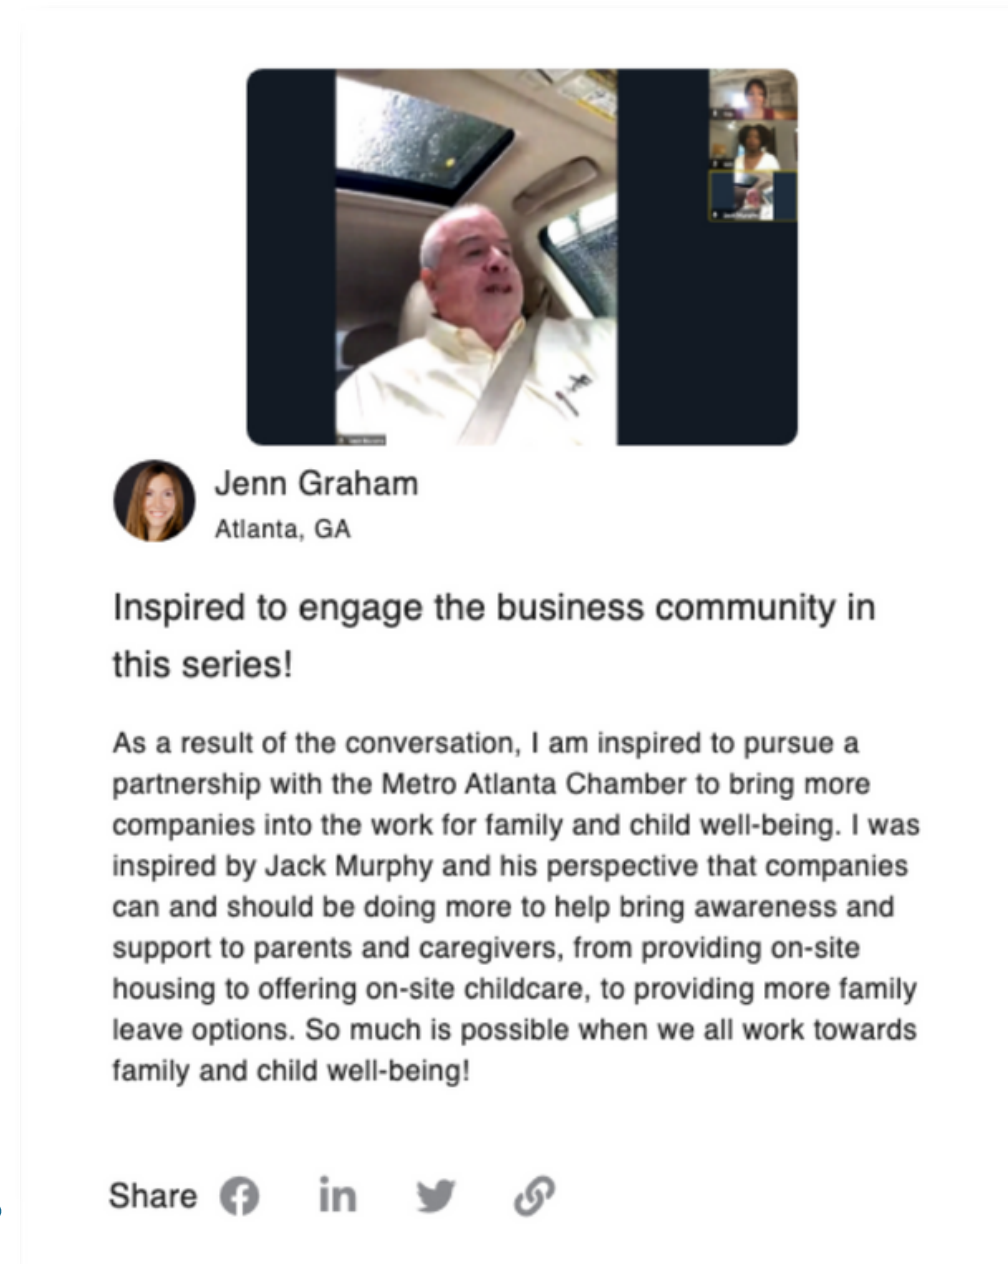 Jenn Graham
Atlanta, GA
Inspired to engage the business community in
this series!
As a result of the conversation, I am inspired to pursue a
partnership with the Metro Atlanta Chamber to bring more
companies into the work for family and child well-being. I was
inspired by Jack Murphy and his perspective that companies
can and should be doing more to help bring awareness and
support to parents and caregivers, from providing on-site
housing to offering on-site childcare, to providing more family
leave options. So much is possible when we all work towards
family and child well-being!
Share